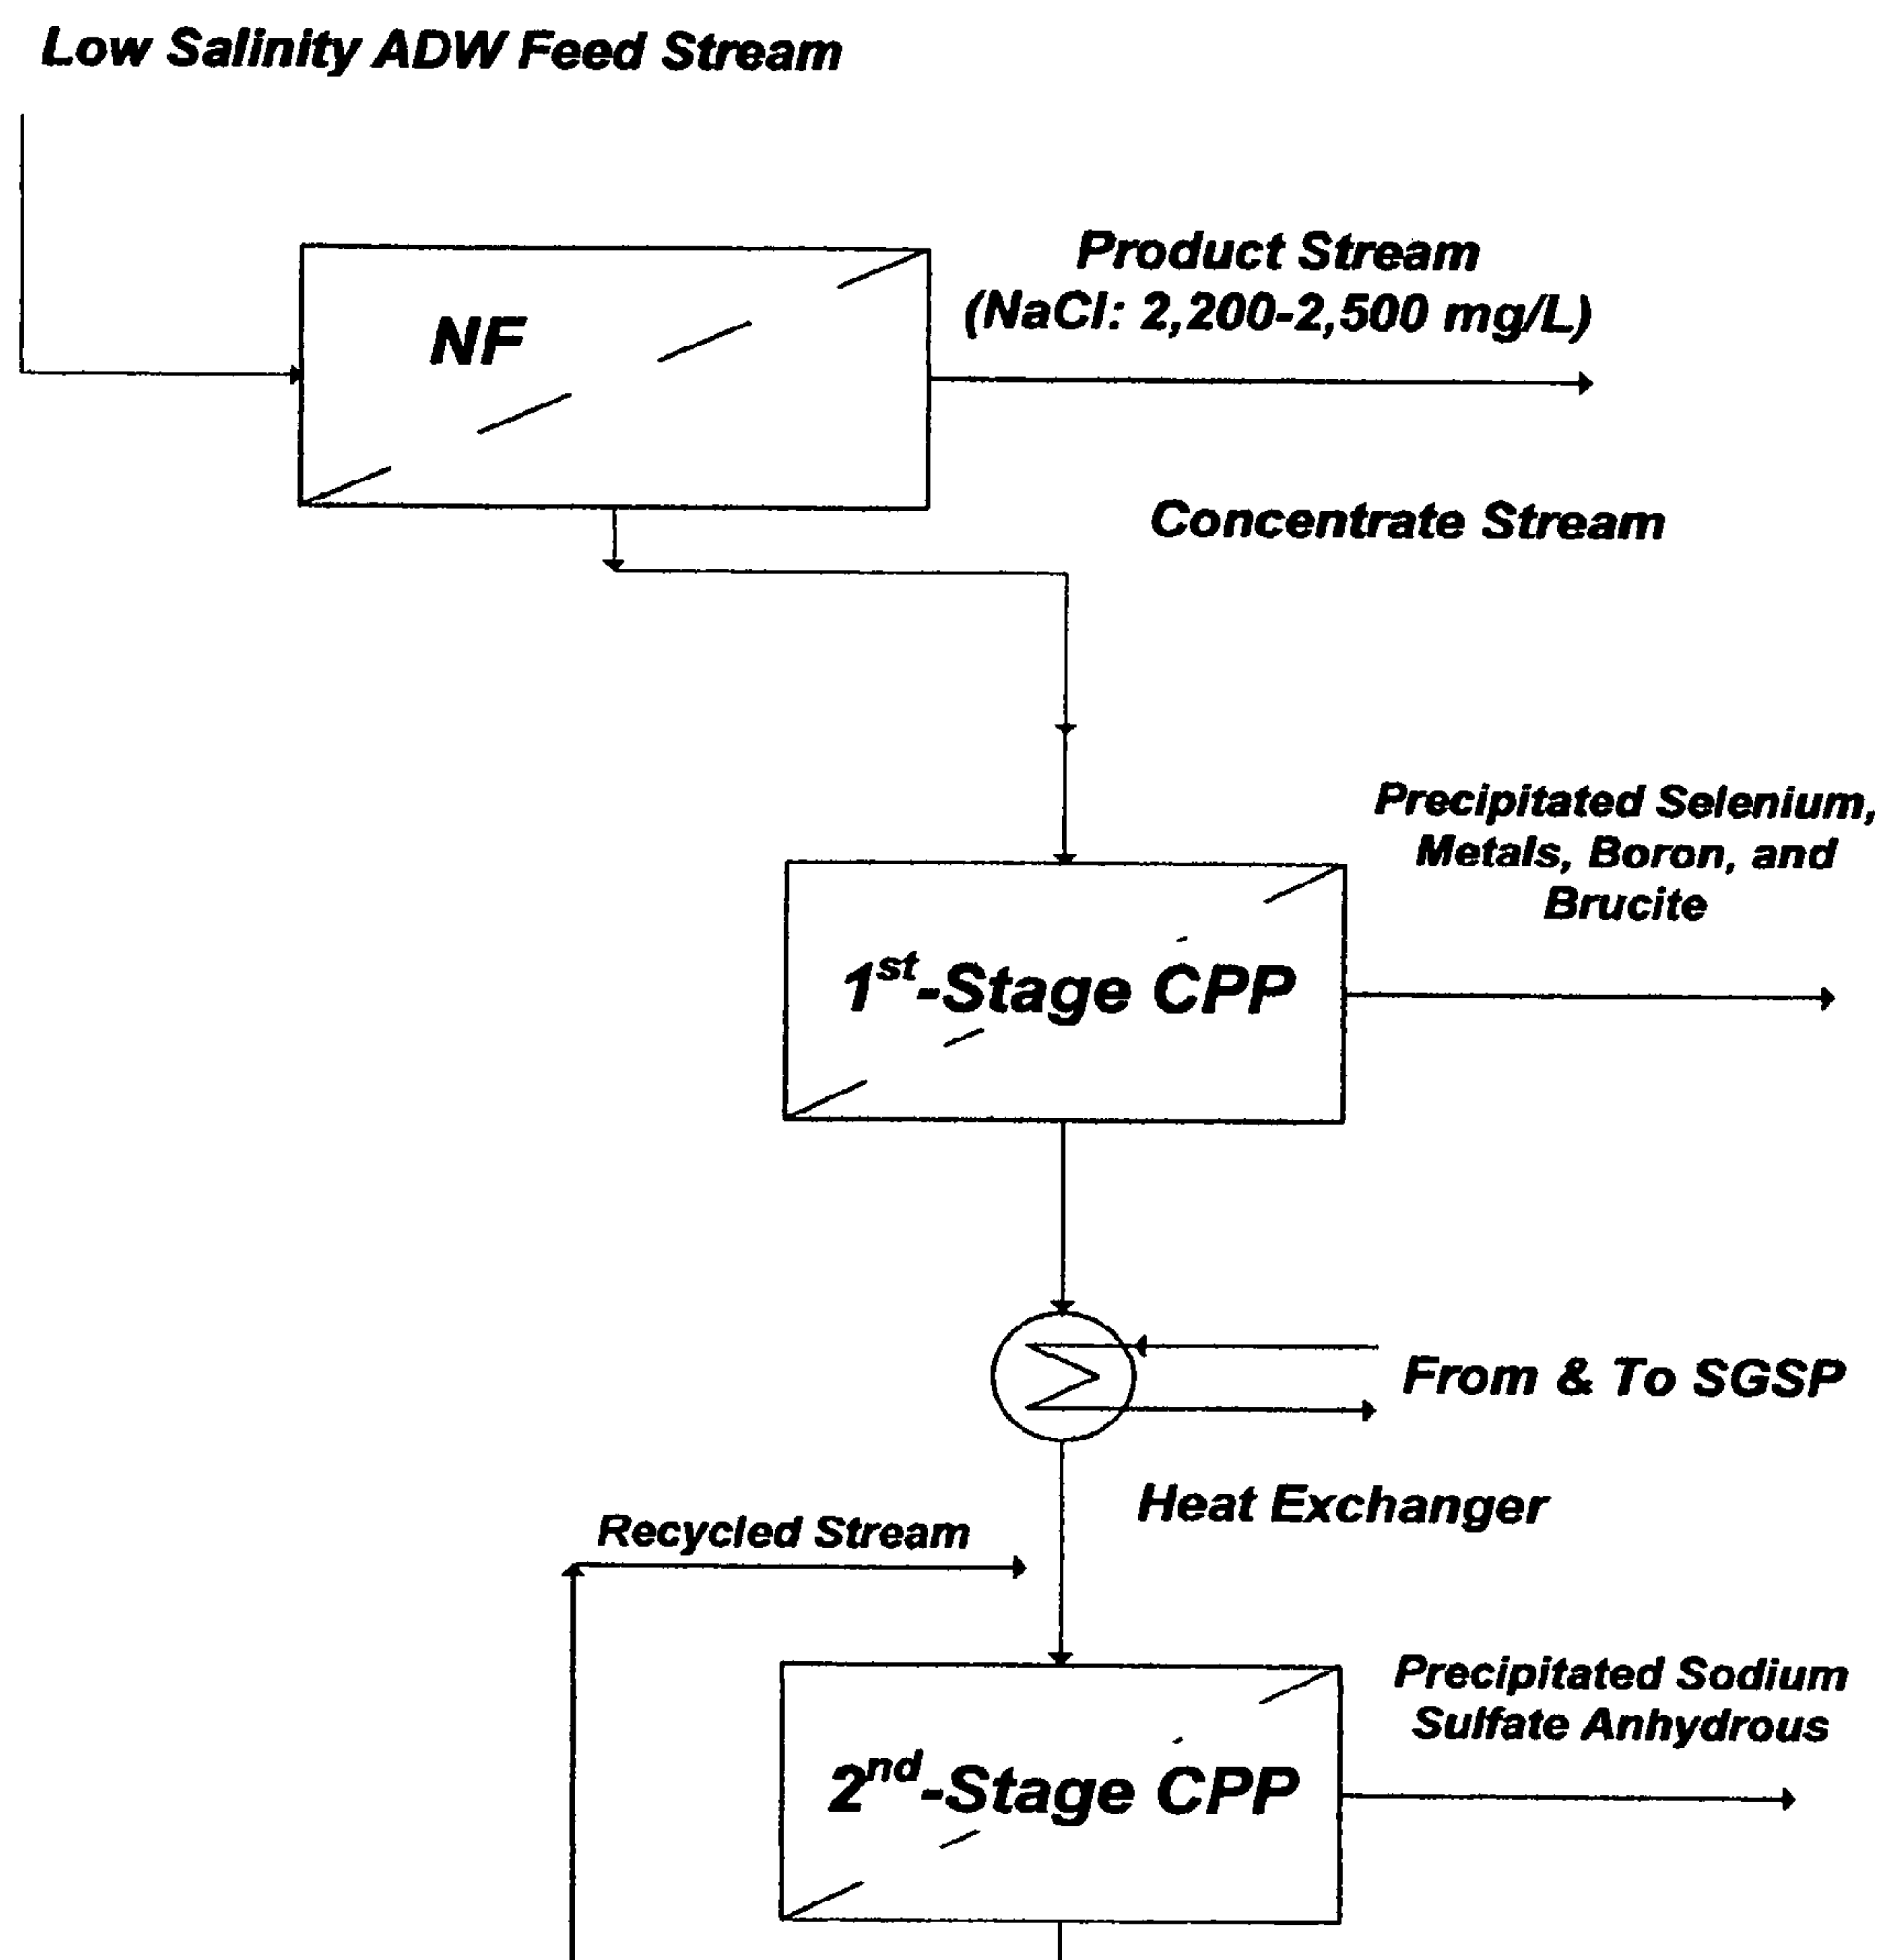 Low Salinity ADW Feed Stream
Product Stream
(NaCl: 2,200-2,500 mg/L)
NF
Concentrate Stream
Precipitated Selenium,
Metals, Boron, and
Brucite
1st-Stage CPP
From & To SGSP
Heat Exchanger
Recycled Stream
Precipitated Sodium
Sulfate Anhydrous
2nd-Stage CPP